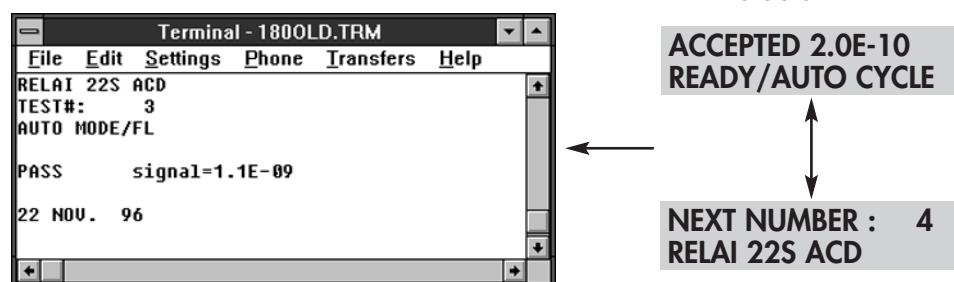 Terminal - 180OLD.TRM
File Edit Settings Phone Transfers Help
RELAI 22S ACD
TEST#: 3
AUTO MODE/FL
PASS signal=1.1E-09
22 NOV. 96
ACCEPTED 2.0E-10
READY/AUTO CYCLE
NEXT NUMBER : 4
RELAI 22S ACD